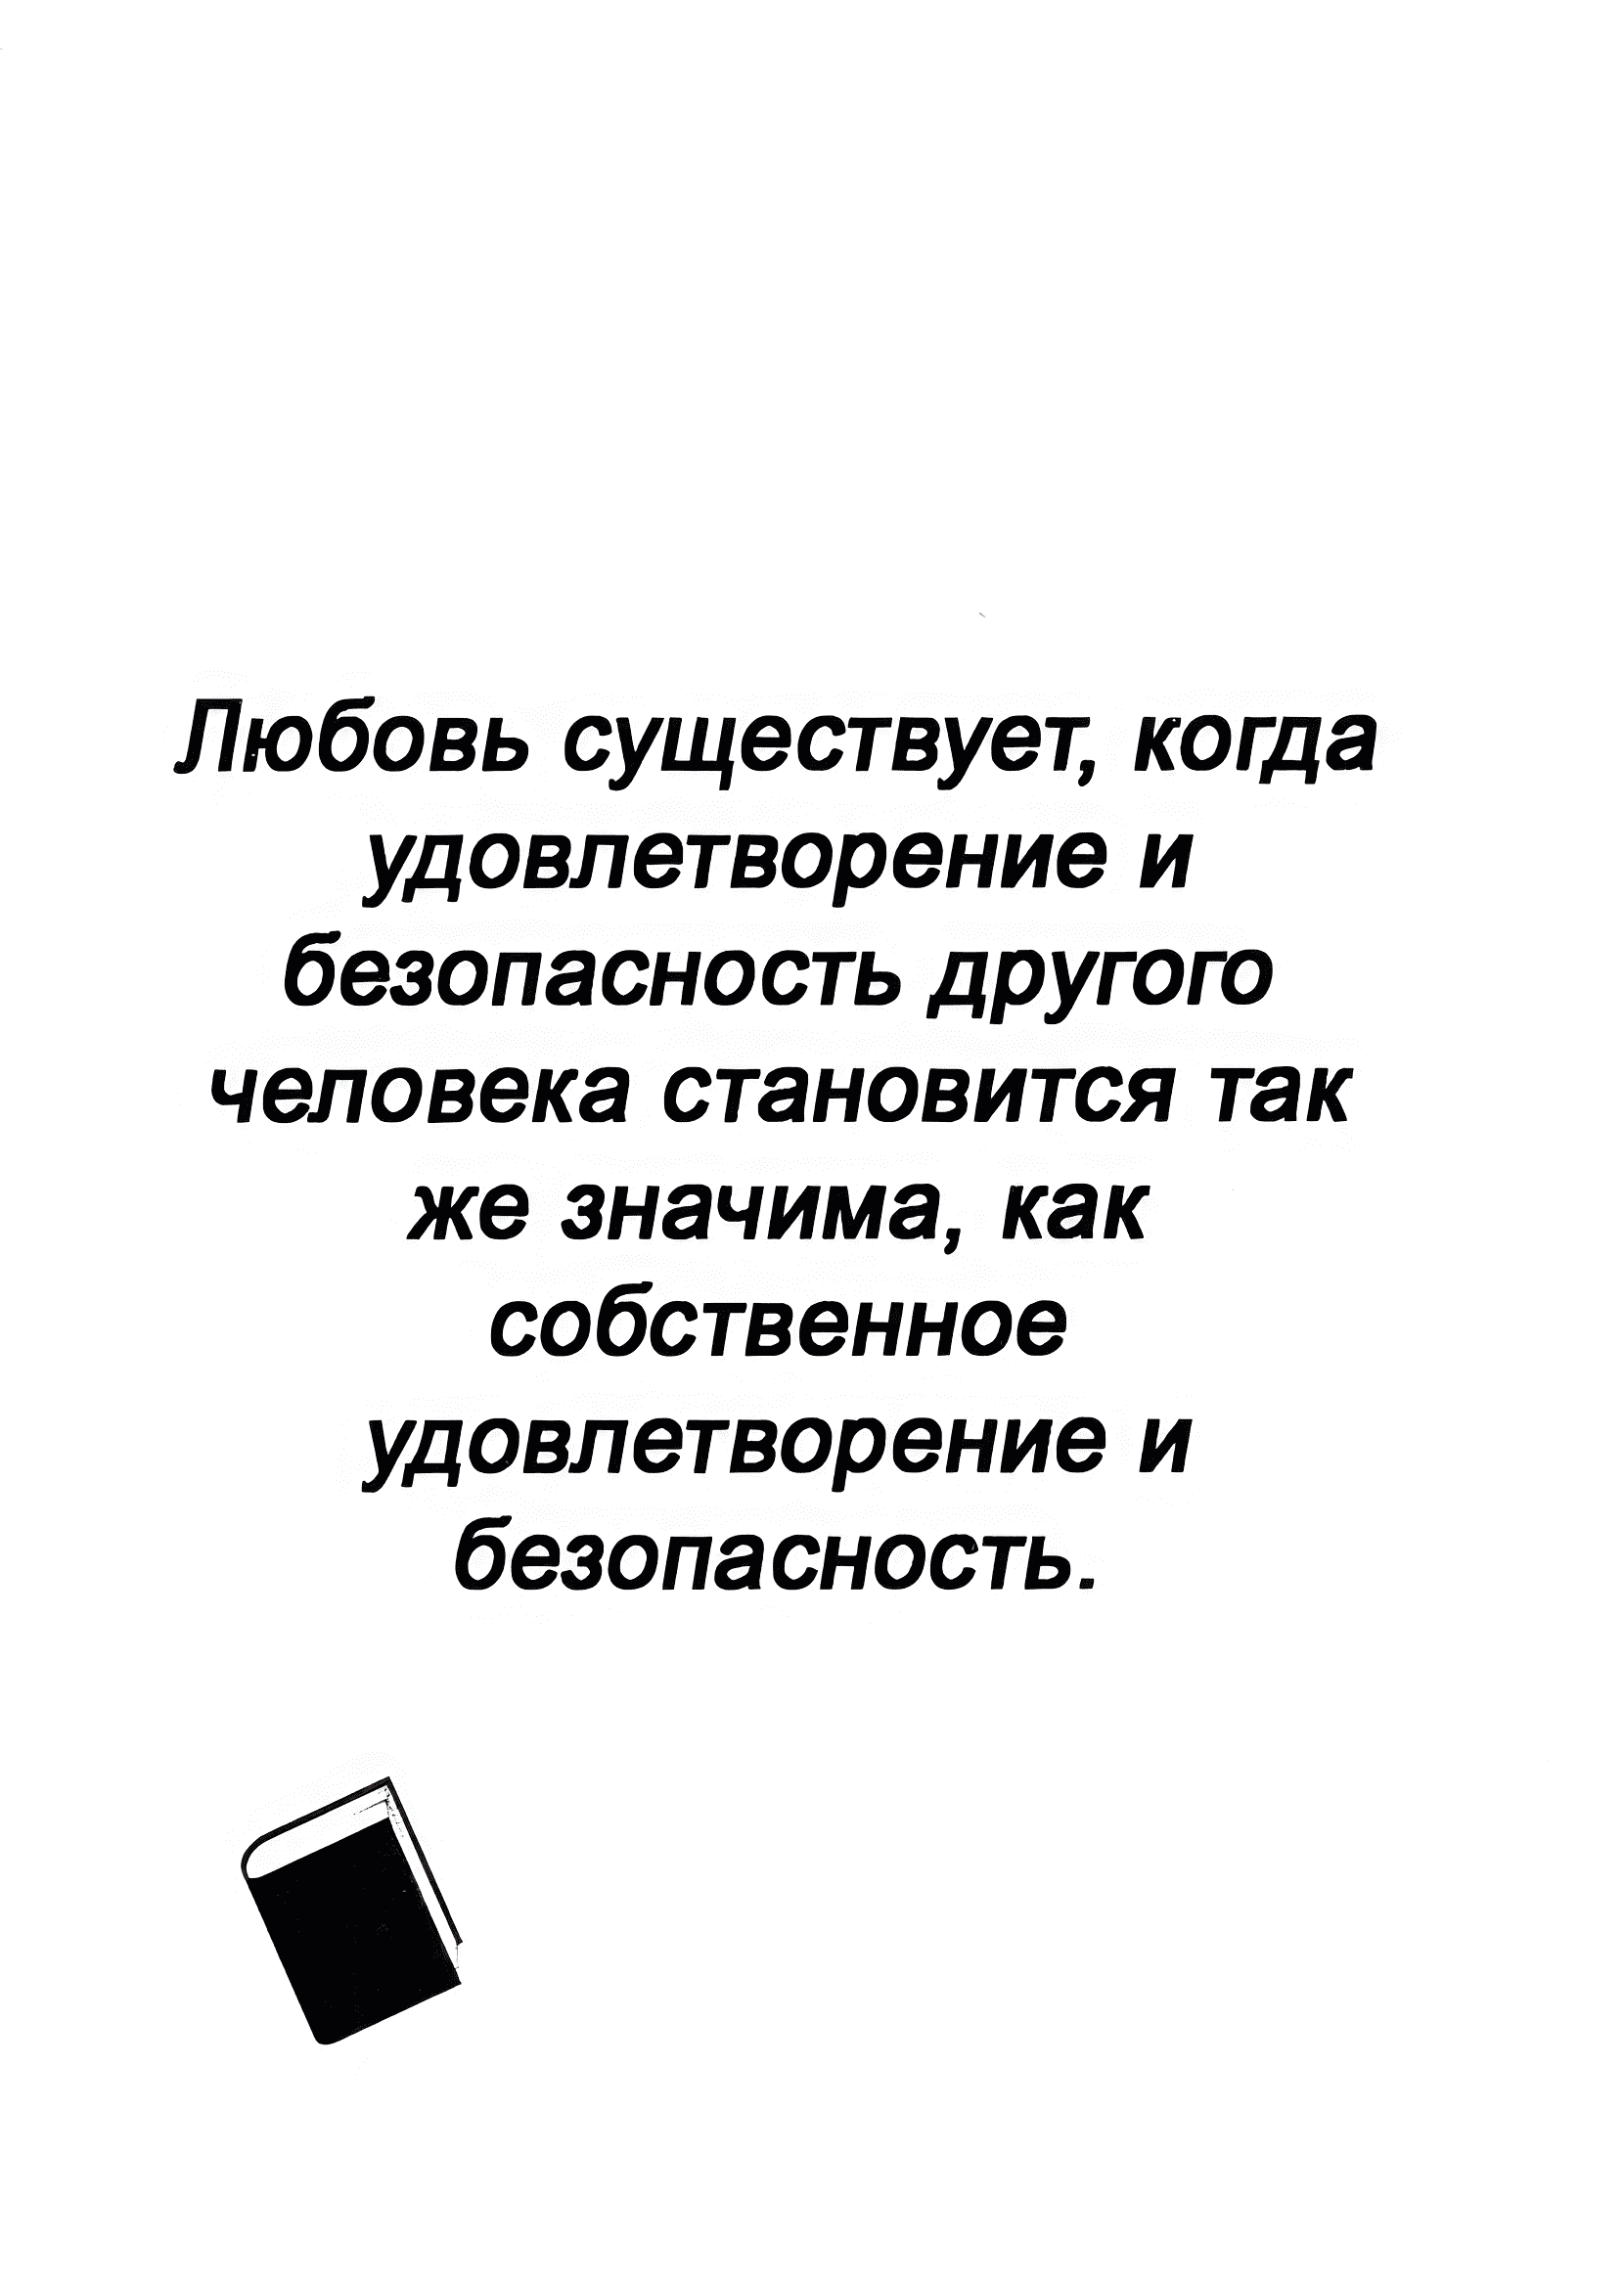 Любовь существует, когда
удовлетворение и
безопасность другого
человека становится так
же значима, как
собственное
удовлетворение и
безопасность.